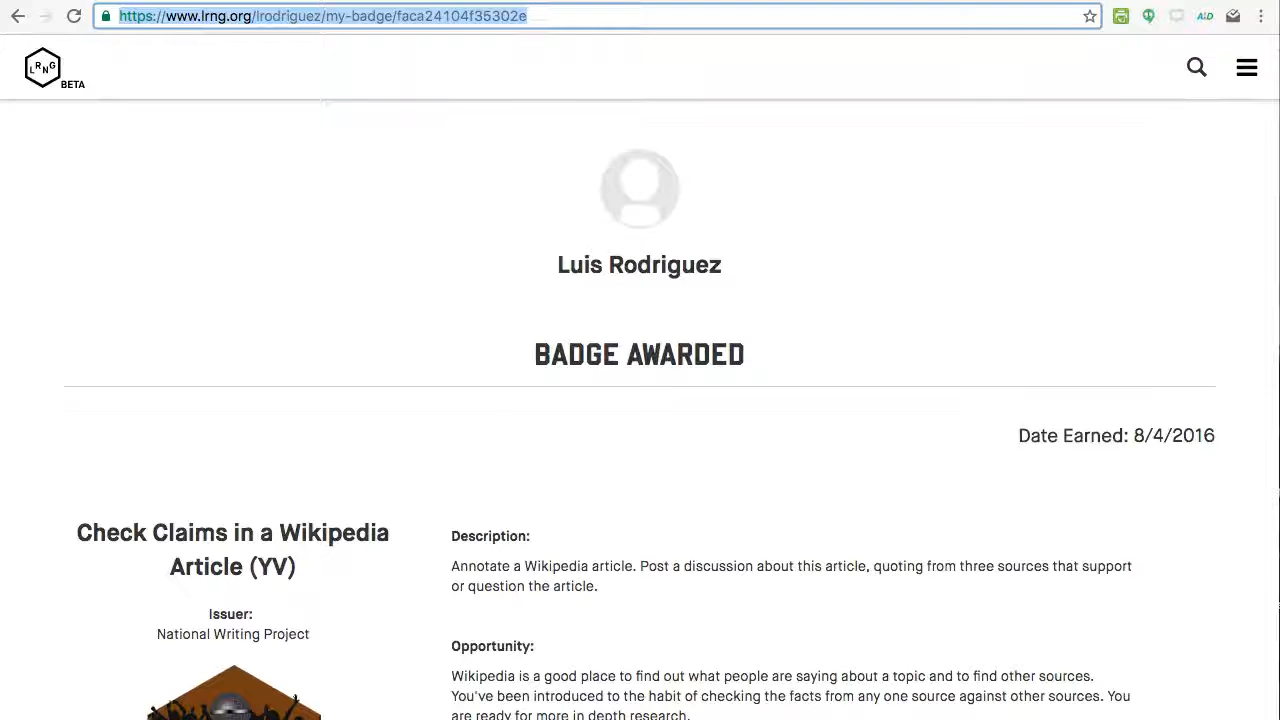 https://www.lrng.org/lrodriguez/my-badge/faca24104f35302e
LRNG BETA
Luis Rodriguez
BADGE AWARDED
Date Earned: 8/4/2016
Check Claims in a Wikipedia
Article (YV)
Issuer:
National Writing Project
Description:
Annotate a Wikipedia article. Post a discussion about this article, quoting from three sources that support
or question the article.
Opportunity:
Wikipedia is a good place to find out what people are saying about a topic and to find other sources.
You've been introduced to the habit of checking the facts from any one source against other sources. You
are ready for more in depth research.